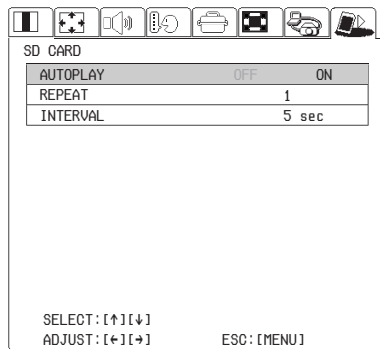 SD CARD
AUTOPLAY OFF ON
REPEAT 1
INTERVAL 5 sec
SELECT:[↑][↓]
ADJUST:[←][→] ESC:[MENU]